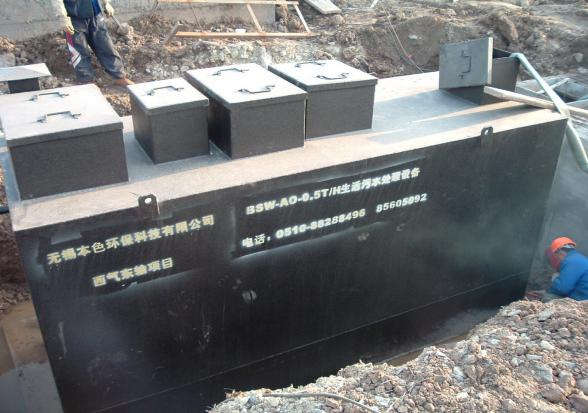 无锡本色环保科技有限公司
西气东输项目
BSW-AO-0.5T/H生活污水处理设备
电话：0510-88288496 85605892